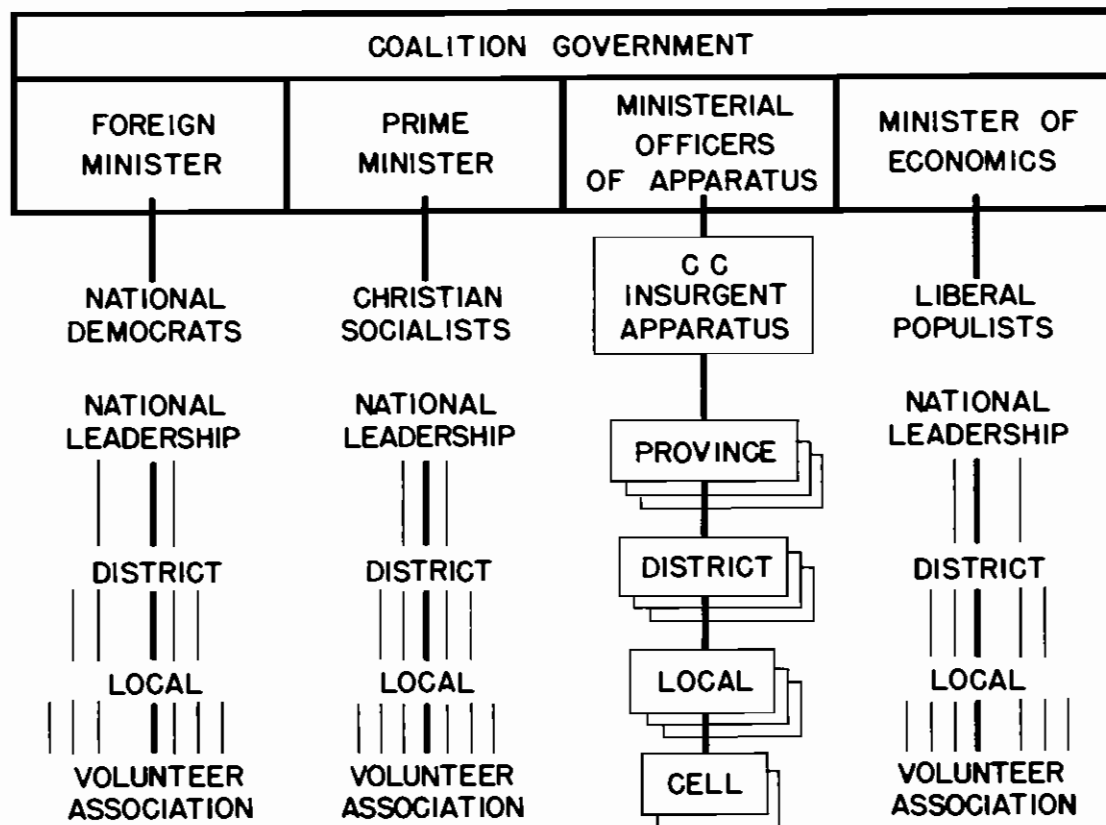 COALITION GOVERNMENT
FOREIGN
MINISTER
PRIME
MINISTER
MINISTERIAL
OFFICERS
OF APPARATUS
MINISTER OF
ECONOMICS
NATIONAL
DEMOCRATS
CHRISTIAN
SOCIALISTS
C C
INSURGENT
APPARATUS
LIBERAL
POPULISTS
NATIONAL
LEADERSHIP
NATIONAL
LEADERSHIP
PROVINCE
NATIONAL
LEADERSHIP
DISTRICT
DISTRICT
DISTRICT
DISTRICT
LOCAL
LOCAL
LOCAL
LOCAL
VOLUNTEER
ASSOCIATION
VOLUNTEER
ASSOCIATION
CELL
VOLUNTEER
ASSOCIATION